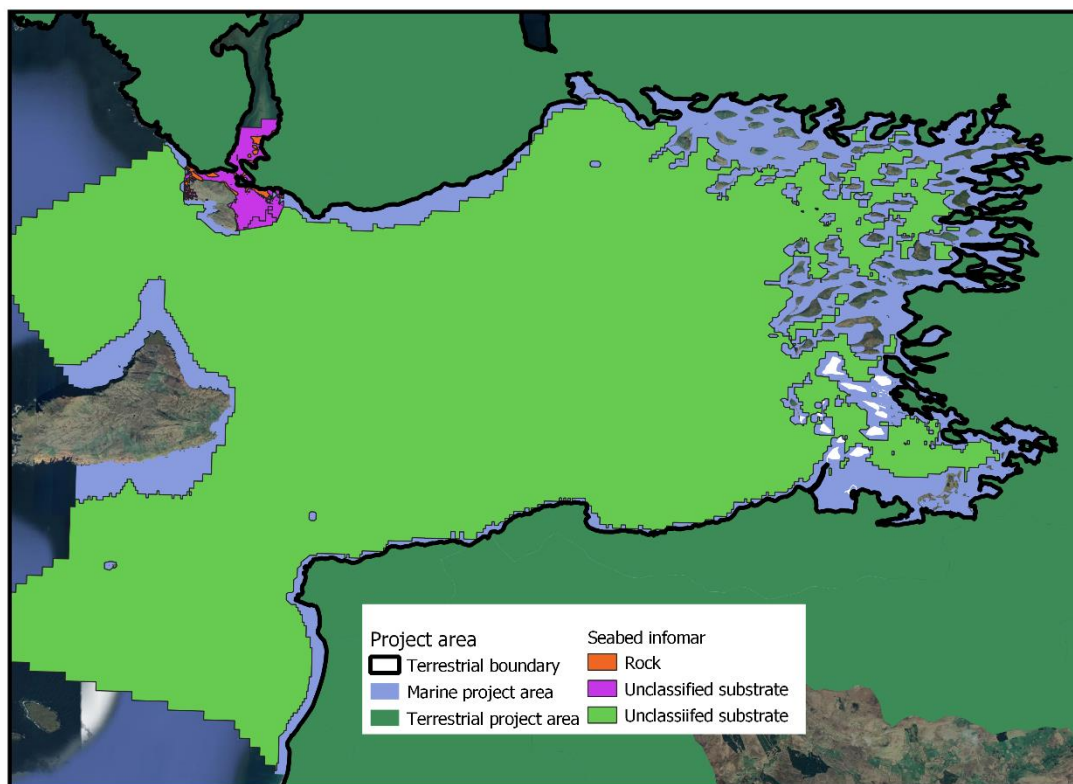 Project area
Terrestrial boundary
Marine project area
Terrestrial project area
Seabed infomar
Rock
Unclassified substrate
Unclassiifed substrate